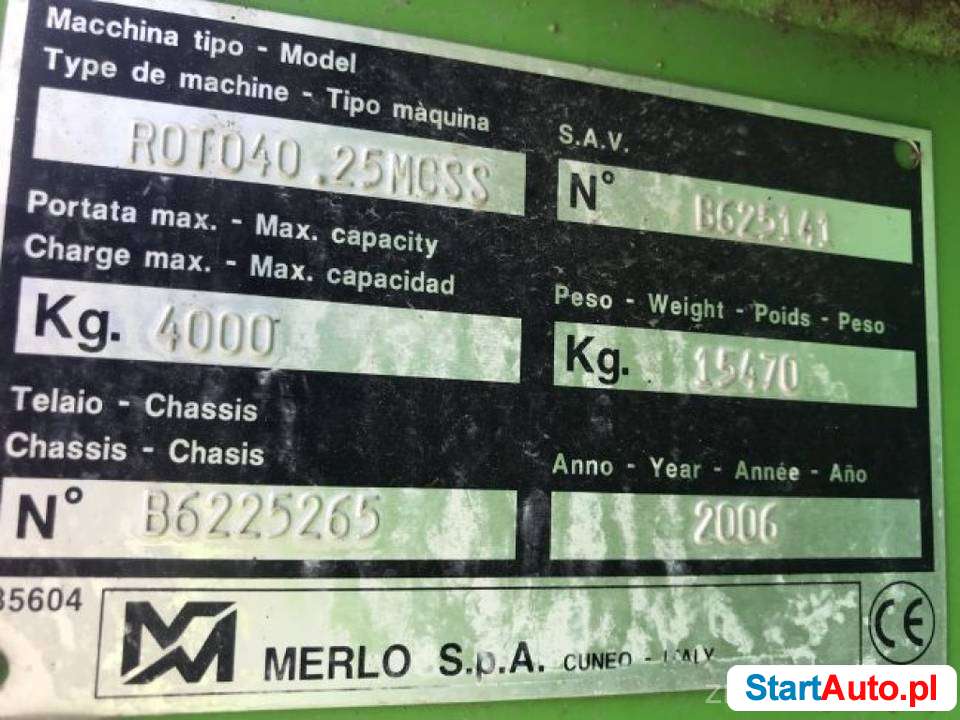 Macchina tipo - Model
Type de machine - Tipo màquina
ROTO40.25MCSS
S.A.V.
N° B625141
Portata max. - Max. capacity
Charge max. - Max. capacidad
Kg. 4000
Peso - Weight - Poids - Peso
Kg. 15470
Telaio - Chassis
Chassis - Chasis
N° B6225265
Anno - Year - Année - Año
2006
35604
MERLO S.p.A. CUNEO - ITALY
CE
StartAuto.pl